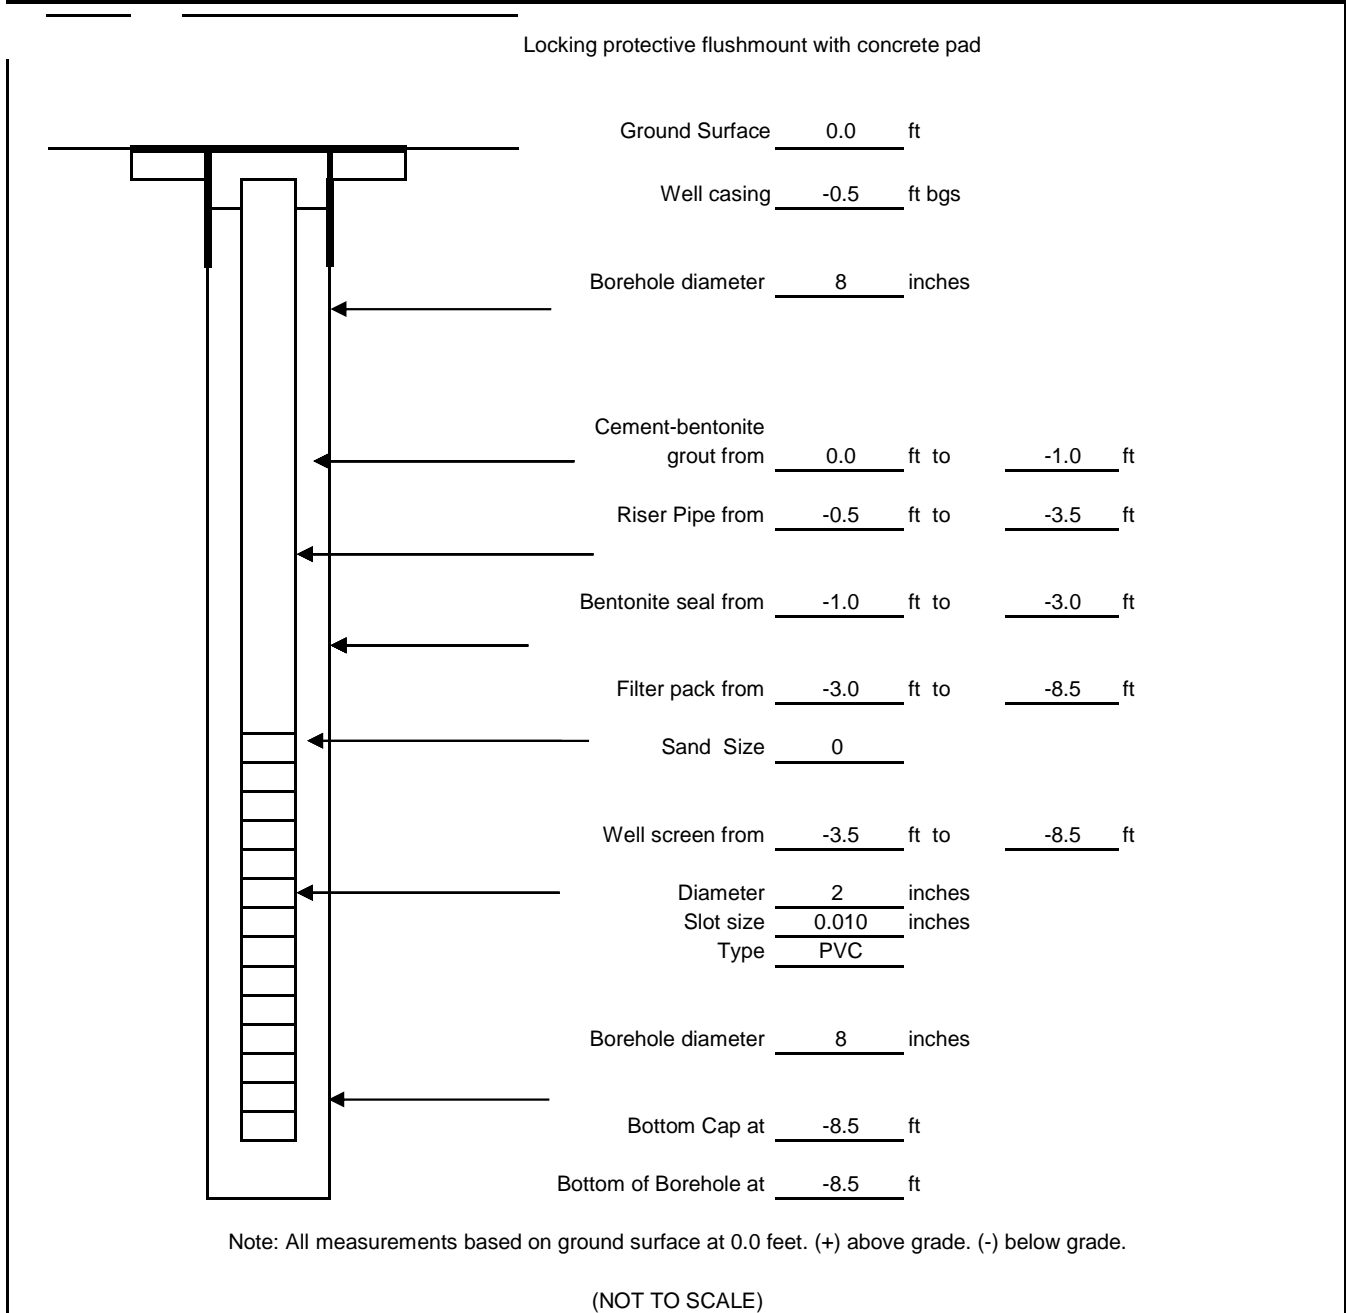 Locking protective flushmount with concrete pad
Ground Surface 0.0 ft
Well casing -0.5 ft bgs
Borehole diameter 8 inches
Cement-bentonite
grout from 0.0 ft to -1.0 ft
Riser Pipe from -0.5 ft to -3.5 ft
Bentonite seal from -1.0 ft to -3.0 ft
Filter pack from -3.0 ft to -8.5 ft
Sand Size 0
Well screen from -3.5 ft to -8.5 ft
Diameter 2 inches
Slot size 0.010 inches
Type PVC
Borehole diameter 8 inches
Bottom Cap at -8.5 ft
Bottom of Borehole at -8.5 ft
Note: All measurements based on ground surface at 0.0 feet. (+) above grade. (-) below grade.
(NOT TO SCALE)